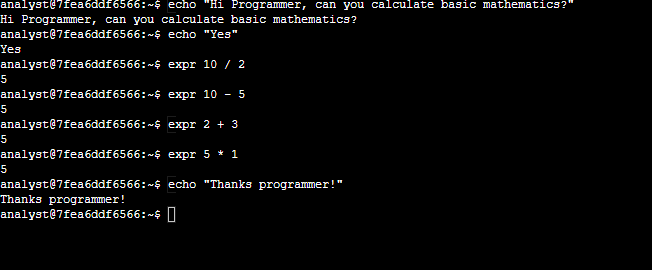 analyst@7fea6ddf6566:~$ echo "Hi Programmer, can you calculate basic mathematics?"
Hi Programmer, can you calculate basic mathematics?
analyst@7fea6ddf6566:~$ echo "Yes"
Yes
analyst@7fea6ddf6566:~$ expr 10 / 2
5
analyst@7fea6ddf6566:~$ expr 10 - 5
5
analyst@7fea6ddf6566:~$ expr 2 + 3
5
analyst@7fea6ddf6566:~$ expr 5 * 1
5
analyst@7fea6ddf6566:~$ echo "Thanks programmer!"
Thanks programmer!
analyst@7fea6ddf6566:~$